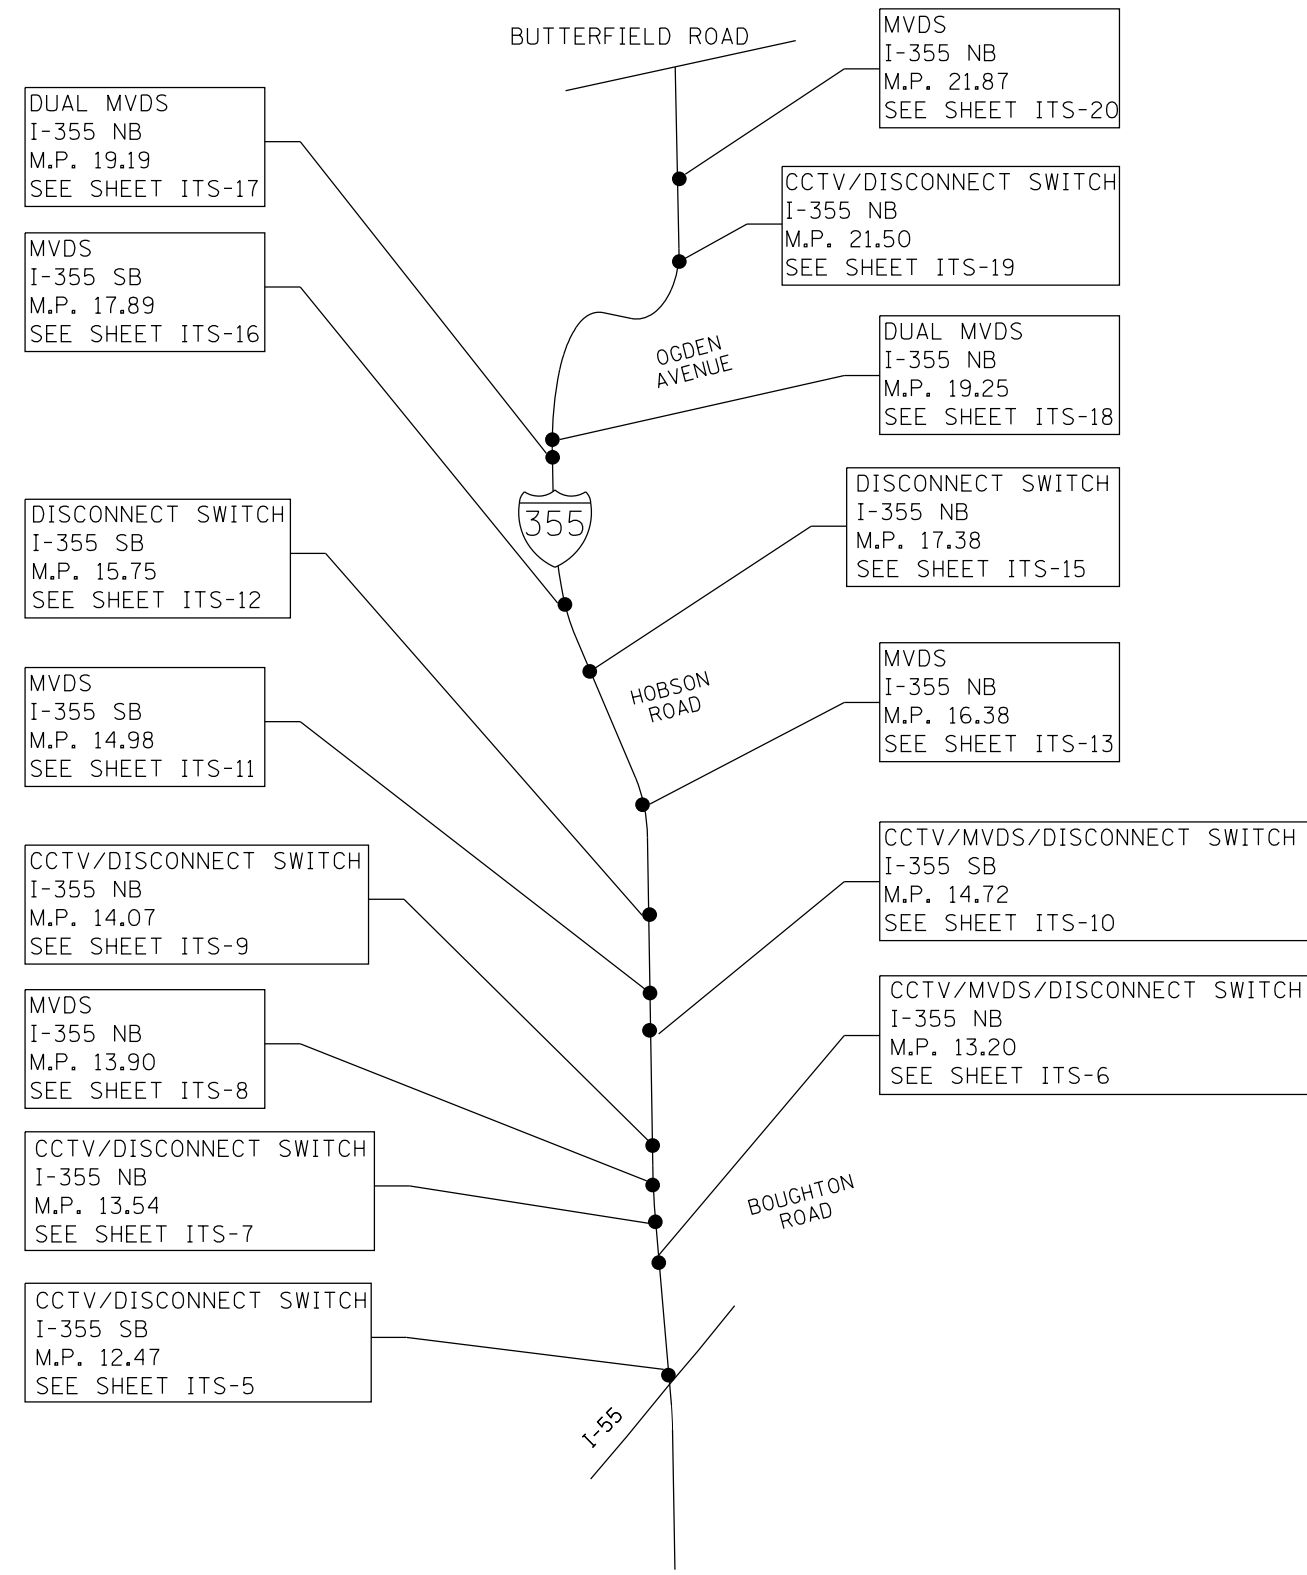 BUTTERFIELD ROAD
MVDS
I-355 NB
M.P. 21.87
SEE SHEET ITS-20
DUAL MVDS
I-355 NB
M.P. 19.19
SEE SHEET ITS-17
CCTV/DISCONNECT SWITCH
I-355 NB
M.P. 21.50
SEE SHEET ITS-19
MVDS
I-355 SB
M.P. 17.89
SEE SHEET ITS-16
OGDEN
AVENUE
DUAL MVDS
I-355 NB
M.P. 19.25
SEE SHEET ITS-18
355
DISCONNECT SWITCH
I-355 NB
M.P. 17.38
SEE SHEET ITS-15
DISCONNECT SWITCH
I-355 SB
M.P. 15.75
SEE SHEET ITS-12
HOBSON
ROAD
MVDS
I-355 NB
M.P. 16.38
SEE SHEET ITS-13
MVDS
I-355 SB
M.P. 14.98
SEE SHEET ITS-11
CCTV/MVDS/DISCONNECT SWITCH
I-355 SB
M.P. 14.72
SEE SHEET ITS-10
CCTV/DISCONNECT SWITCH
I-355 NB
M.P. 14.07
SEE SHEET ITS-9
CCTV/MVDS/DISCONNECT SWITCH
I-355 NB
M.P. 13.20
SEE SHEET ITS-6
MVDS
I-355 NB
M.P. 13.90
SEE SHEET ITS-8
CCTV/DISCONNECT SWITCH
I-355 NB
M.P. 13.54
SEE SHEET ITS-7
BOUGHTON
ROAD
CCTV/DISCONNECT SWITCH
I-355 SB
M.P. 12.47
SEE SHEET ITS-5
I-55